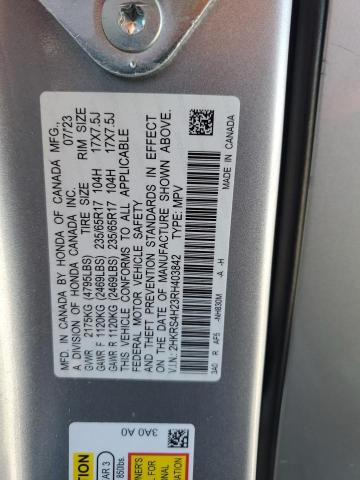 MFD. IN CANADA BY HONDA OF CANADA MFG.,
A DIVISION OF HONDA CANADA INC. 07/23
GVWR 2175KG (4795LBS) TIRE SIZE RIM SIZE
GAWR F 1120KG (2469LBS) 235/65R17 104H 17X7.5J
GAWR R 1120KG (2469LBS) 235/65R17 104H 17X7.5J
THIS VEHICLE CONFORMS TO ALL APPLICABLE
FEDERAL MOTOR VEHICLE SAFETY
AND THEFT PREVENTION STANDARDS IN EFFECT
ON THE DATE OF MANUFACTURE SHOWN ABOVE.
V.I.N.: 2HKRS4H23RH403842 TYPE: MPV
MADE IN CANADA
3A0 R AF5 -NH830M -A -H
3A0 A0